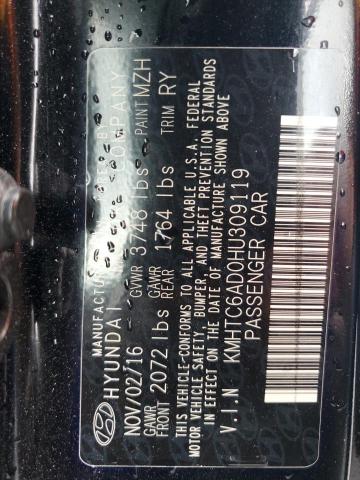 MANUFACTURED BY
HYUNDAI COMPANY
NOV/02/16 GVWR 3748 lbs PAINT MZH
GAWR FRONT 2072 lbs GAWR REAR 1764 lbs TRIM RY
THIS VEHICLE CONFORMS TO ALL APPLICABLE U.S.A. FEDERAL
MOTOR VEHICLE SAFETY, BUMPER, AND THEFT PREVENTION STANDARDS
IN EFFECT ON THE DATE OF MANUFACTURE SHOWN ABOVE
V.I.N KMHTC6AD0HU309119
PASSENGER CAR